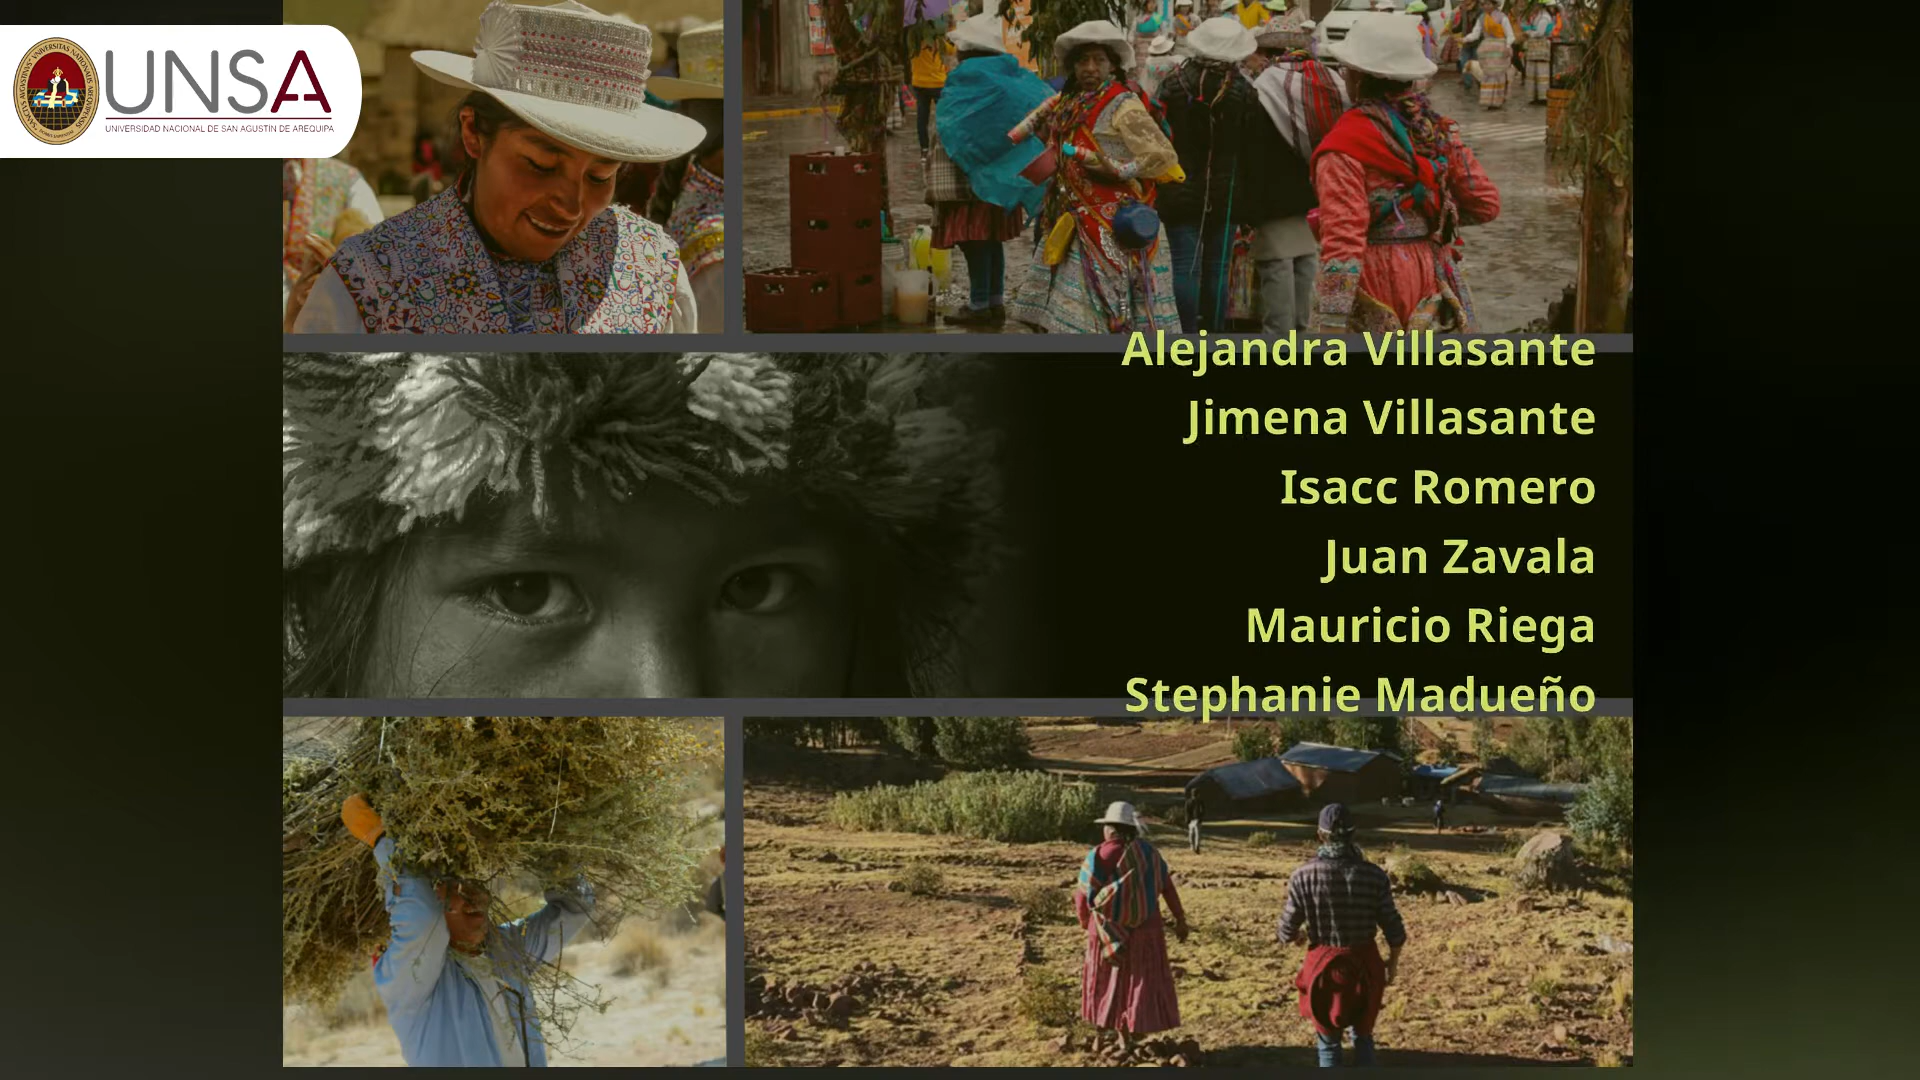 UNSA
UNIVERSIDAD NACIONAL DE SAN AGUSTIN DE AREQUIPA
Alejandra Villasante
Jimena Villasante
Isacc Romero
Juan Zavala
Mauricio Riega
Stephanie Madueño